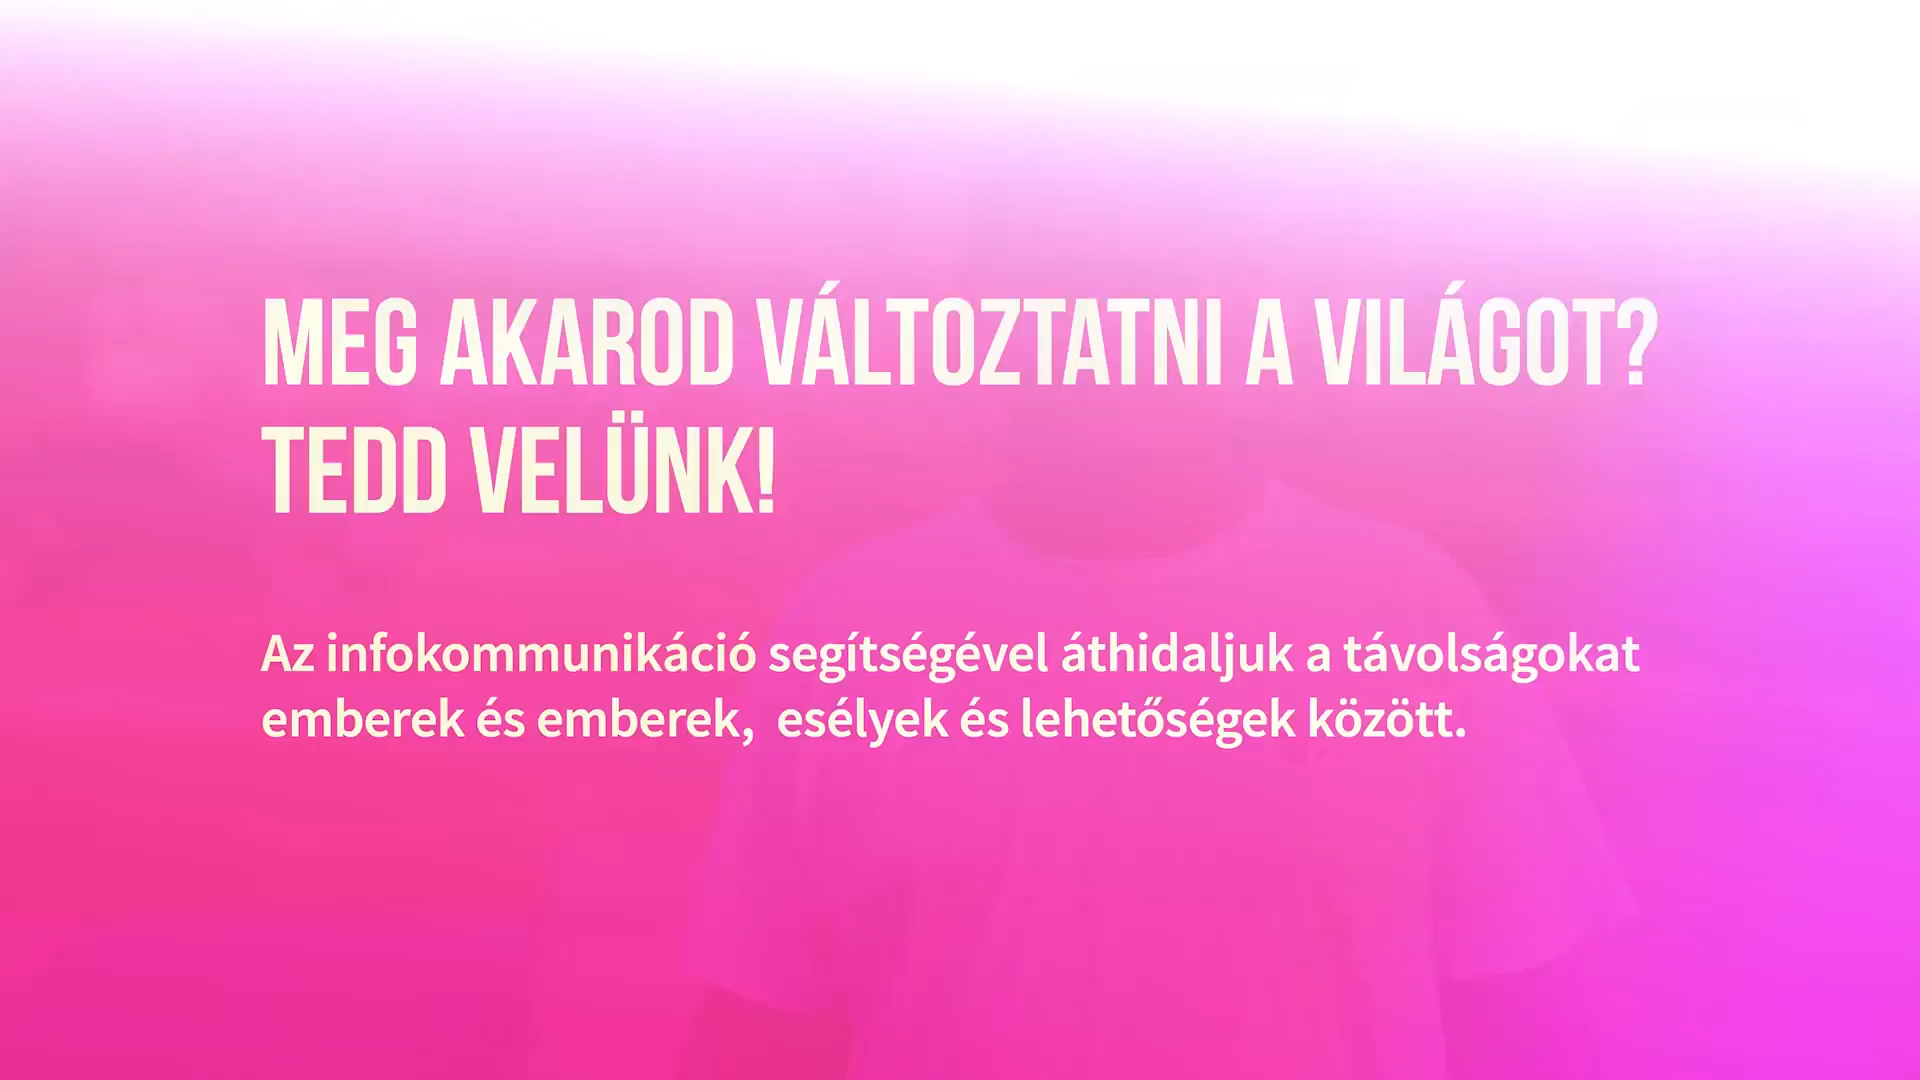 MEG AKAROD VÁLTOZTATNI A VILÁGOT?
TEDD VELÜNK!
Az infokommunikáció segítségével áthidaljuk a távolságokat
emberek és emberek,  esélyek és lehetőségek között.